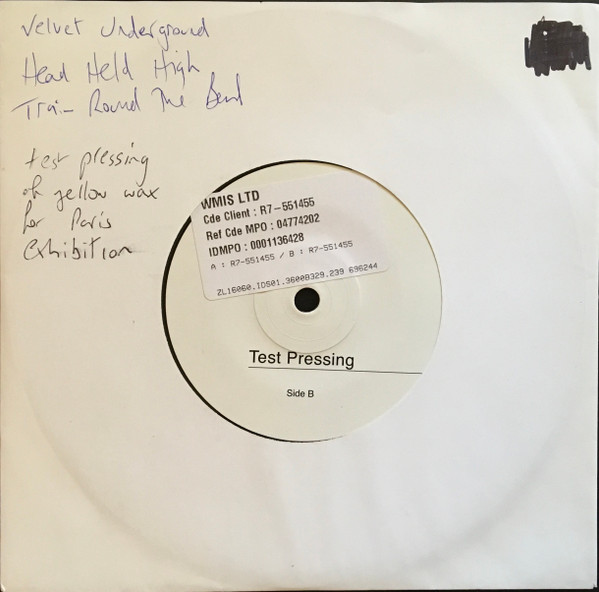 Velvet Underground
Head Held High
Train Round The Bend
test pressing
of yellow wax
for Paris
Exhibition
WMIS LTD
Cde Client : R7-551455
Ref Cde MPO : 04774202
IDMPO : 0001136428
A : R7-551455 / B : R7-551455
ZL16060.IDS01.36008329.239 696244
Test Pressing
Side B